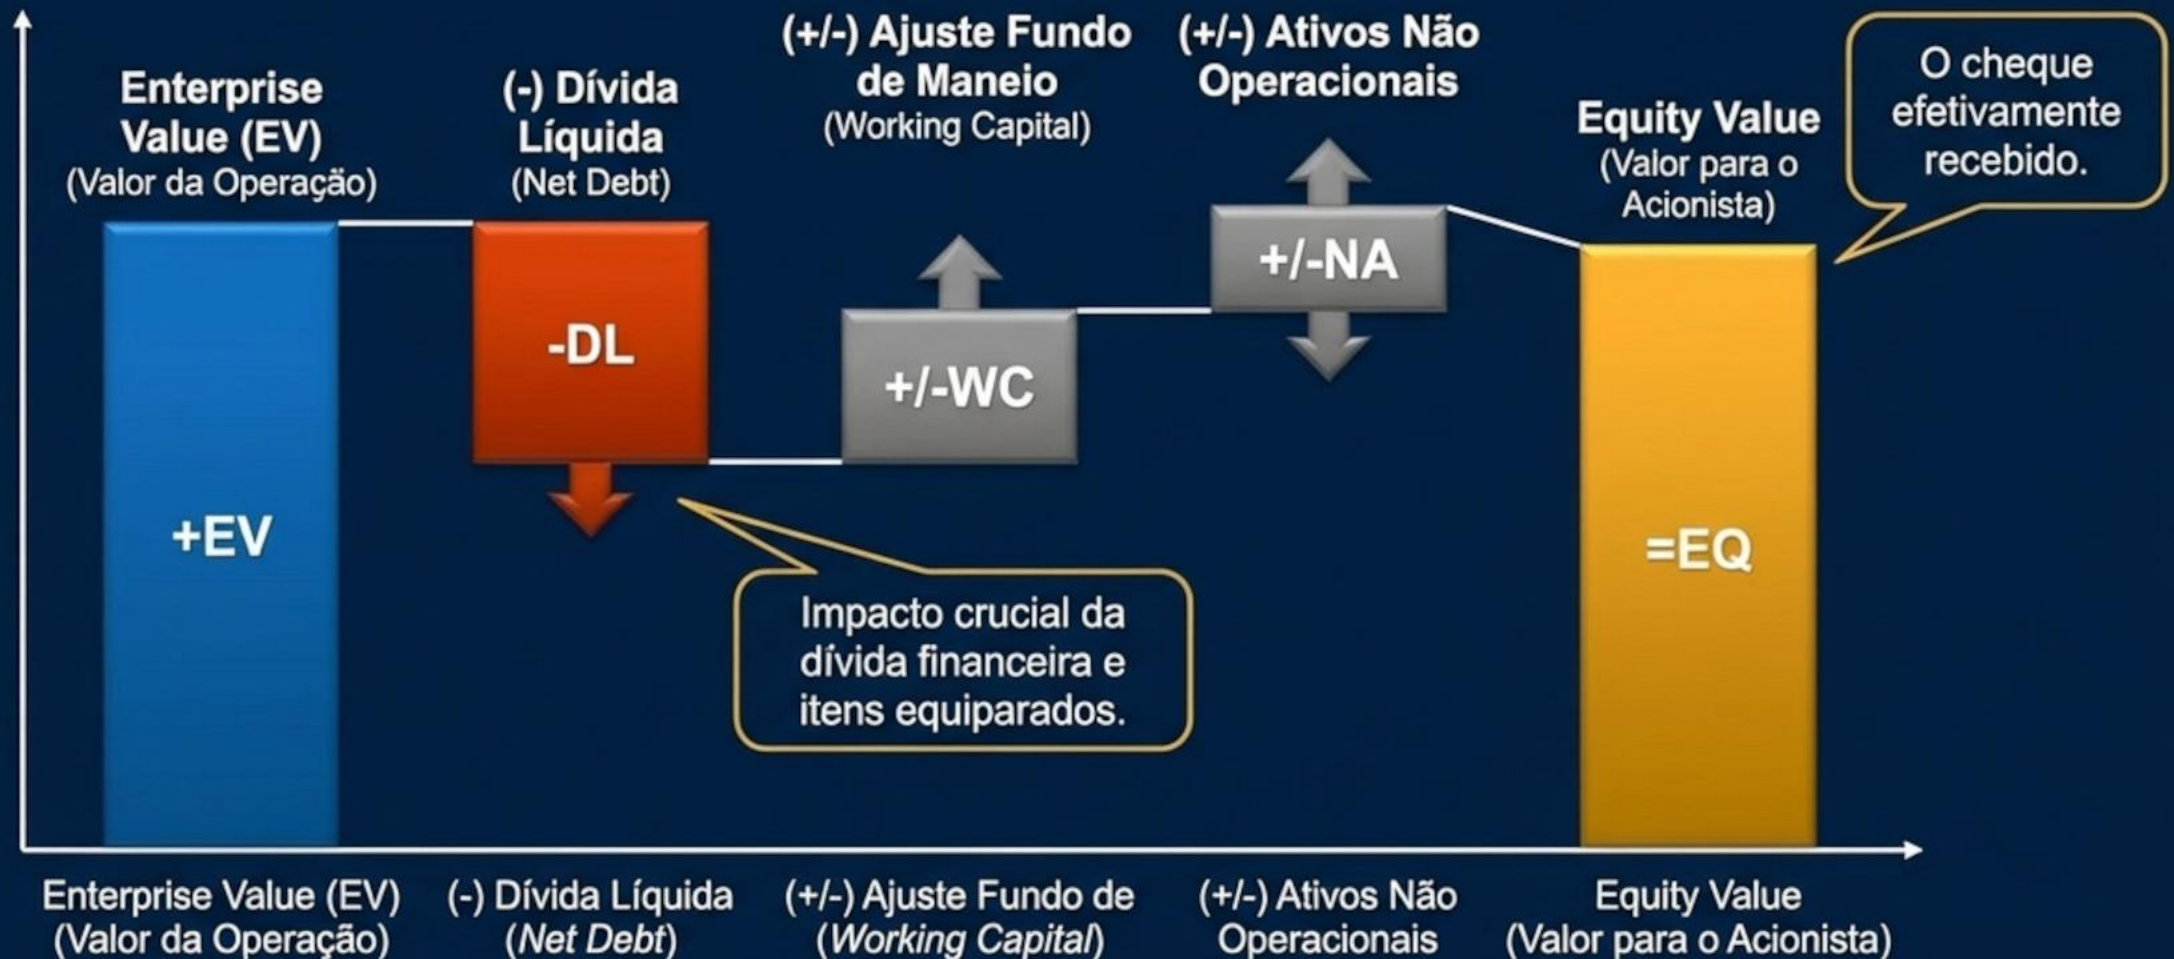 Enterprise
Value (EV)
(Valor da Operação)
(-) Dívida
Líquida
(Net Debt)
(+/-) Ajuste Fundo
de Maneio
(Working Capital)
(+/-) Ativos Não
Operacionais
Equity Value
(Valor para o
Acionista)
O cheque
efetivamente
recebido.
+EV
-DL
+/-WC
+/-NA
=EQ
Impacto crucial da
dívida financeira e
itens equiparados.
Enterprise Value (EV)
(Valor da Operação)
(-) Dívida Líquida
(Net Debt)
(+/-) Ajuste Fundo de
(Working Capital)
(+/-) Ativos Não
Operacionais
Equity Value
(Valor para o Acionista)